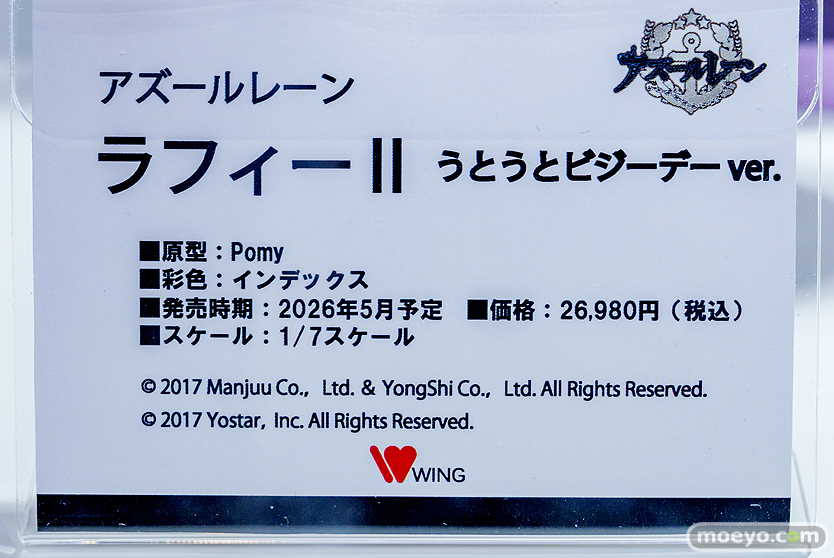 アズールレーン
アズールレーン
ラフィーII うとうとビジーデー ver.
■原型：Pomy
■彩色：インデックス
■発売時期：2026年5月予定 ■価格：26,980円（税込）
■スケール：1/7スケール
© 2017 Manjuu Co., Ltd. & YongShi Co., Ltd. All Rights Reserved.
© 2017 Yostar, Inc. All Rights Reserved.
WING
moeyo.com